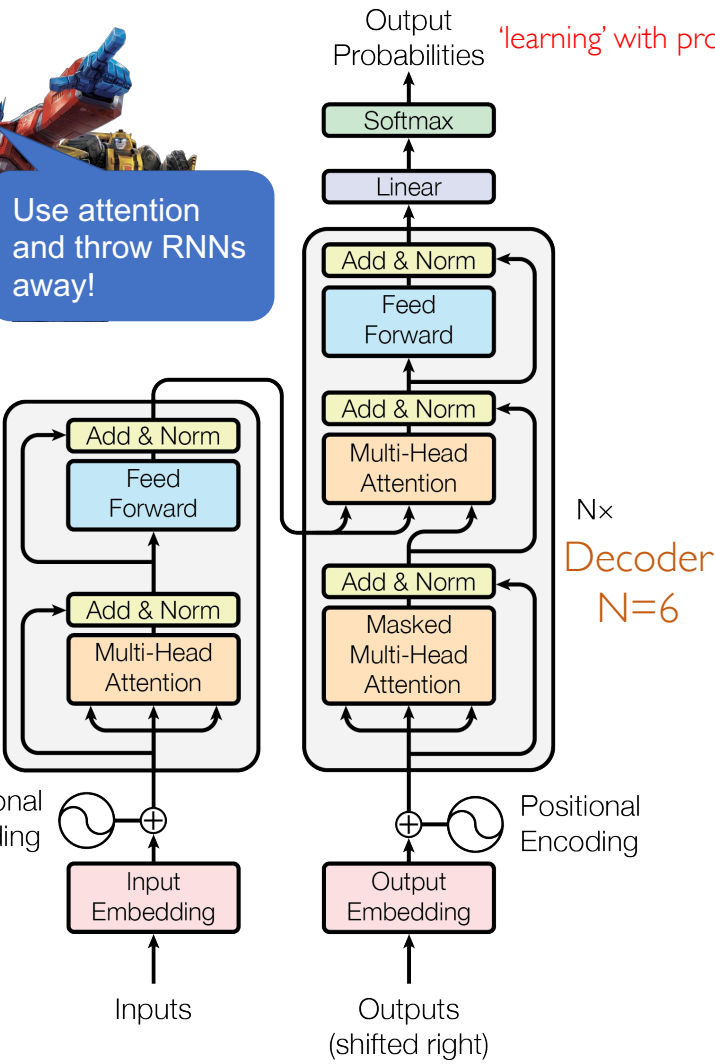 Output
Probabilities
'learning' with
Softmax
Linear
Use attention
and throw RNNs
away!
Add & Norm
Feed
Forward
Add & Norm
Multi-Head
Attention
N×
Decoder
N=6
Add & Norm
Masked
Multi-Head
Attention
Add & Norm
Feed
Forward
Add & Norm
Multi-Head
Attention
Positional
Encoding
Input
Embedding
Output
Embedding
Inputs
Outputs
(shifted right)